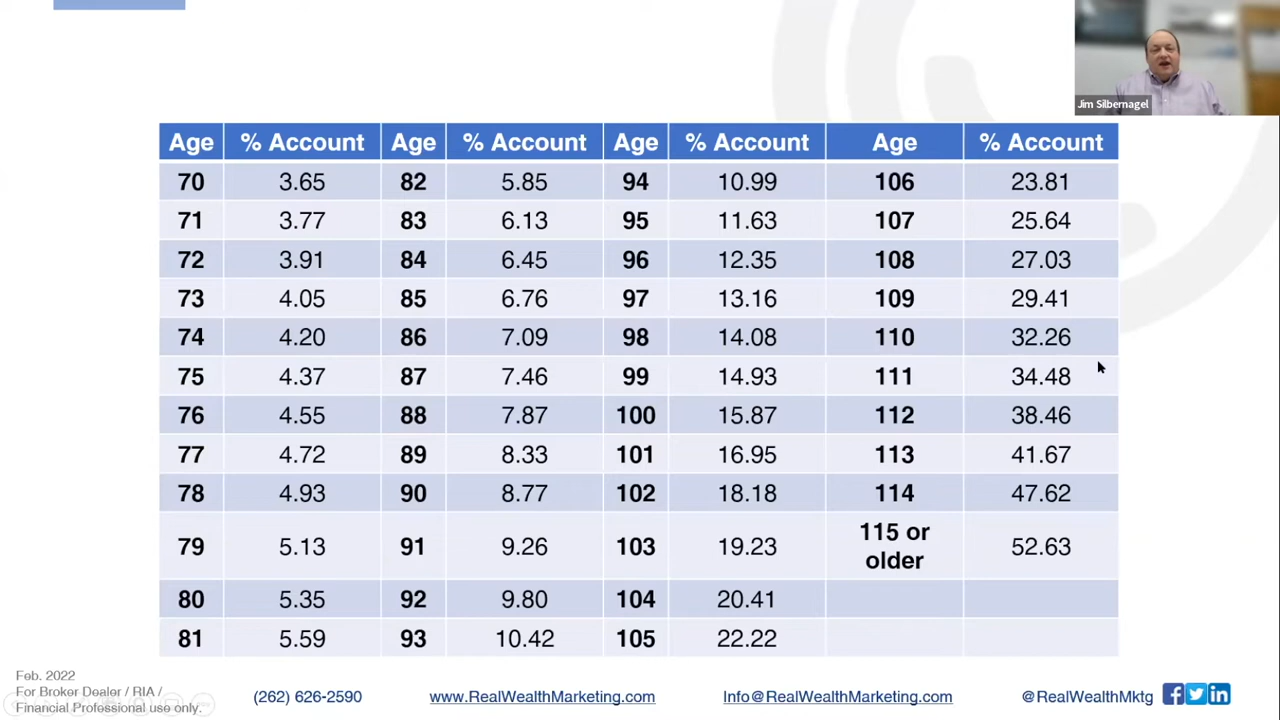 Jim Silbernagel
Age % Account Age % Account Age % Account Age % Account
70 3.65 82 5.85 94 10.99 106 23.81
71 3.77 83 6.13 95 11.63 107 25.64
72 3.91 84 6.45 96 12.35 108 27.03
73 4.05 85 6.76 97 13.16 109 29.41
74 4.20 86 7.09 98 14.08 110 32.26
75 4.37 87 7.46 99 14.93 111 34.48
76 4.55 88 7.87 100 15.87 112 38.46
77 4.72 89 8.33 101 16.95 113 41.67
78 4.93 90 8.77 102 18.18 114 47.62
79 5.13 91 9.26 103 19.23 115 or older 52.63
80 5.35 92 9.80 104 20.41
81 5.59 93 10.42 105 22.22
Feb. 2022
For Broker Dealer / RIA /
Financial Professional use only.
(262) 626-2590 www.RealWealthMarketing.com Info@RealWealthMarketing.com @RealWealthMktg